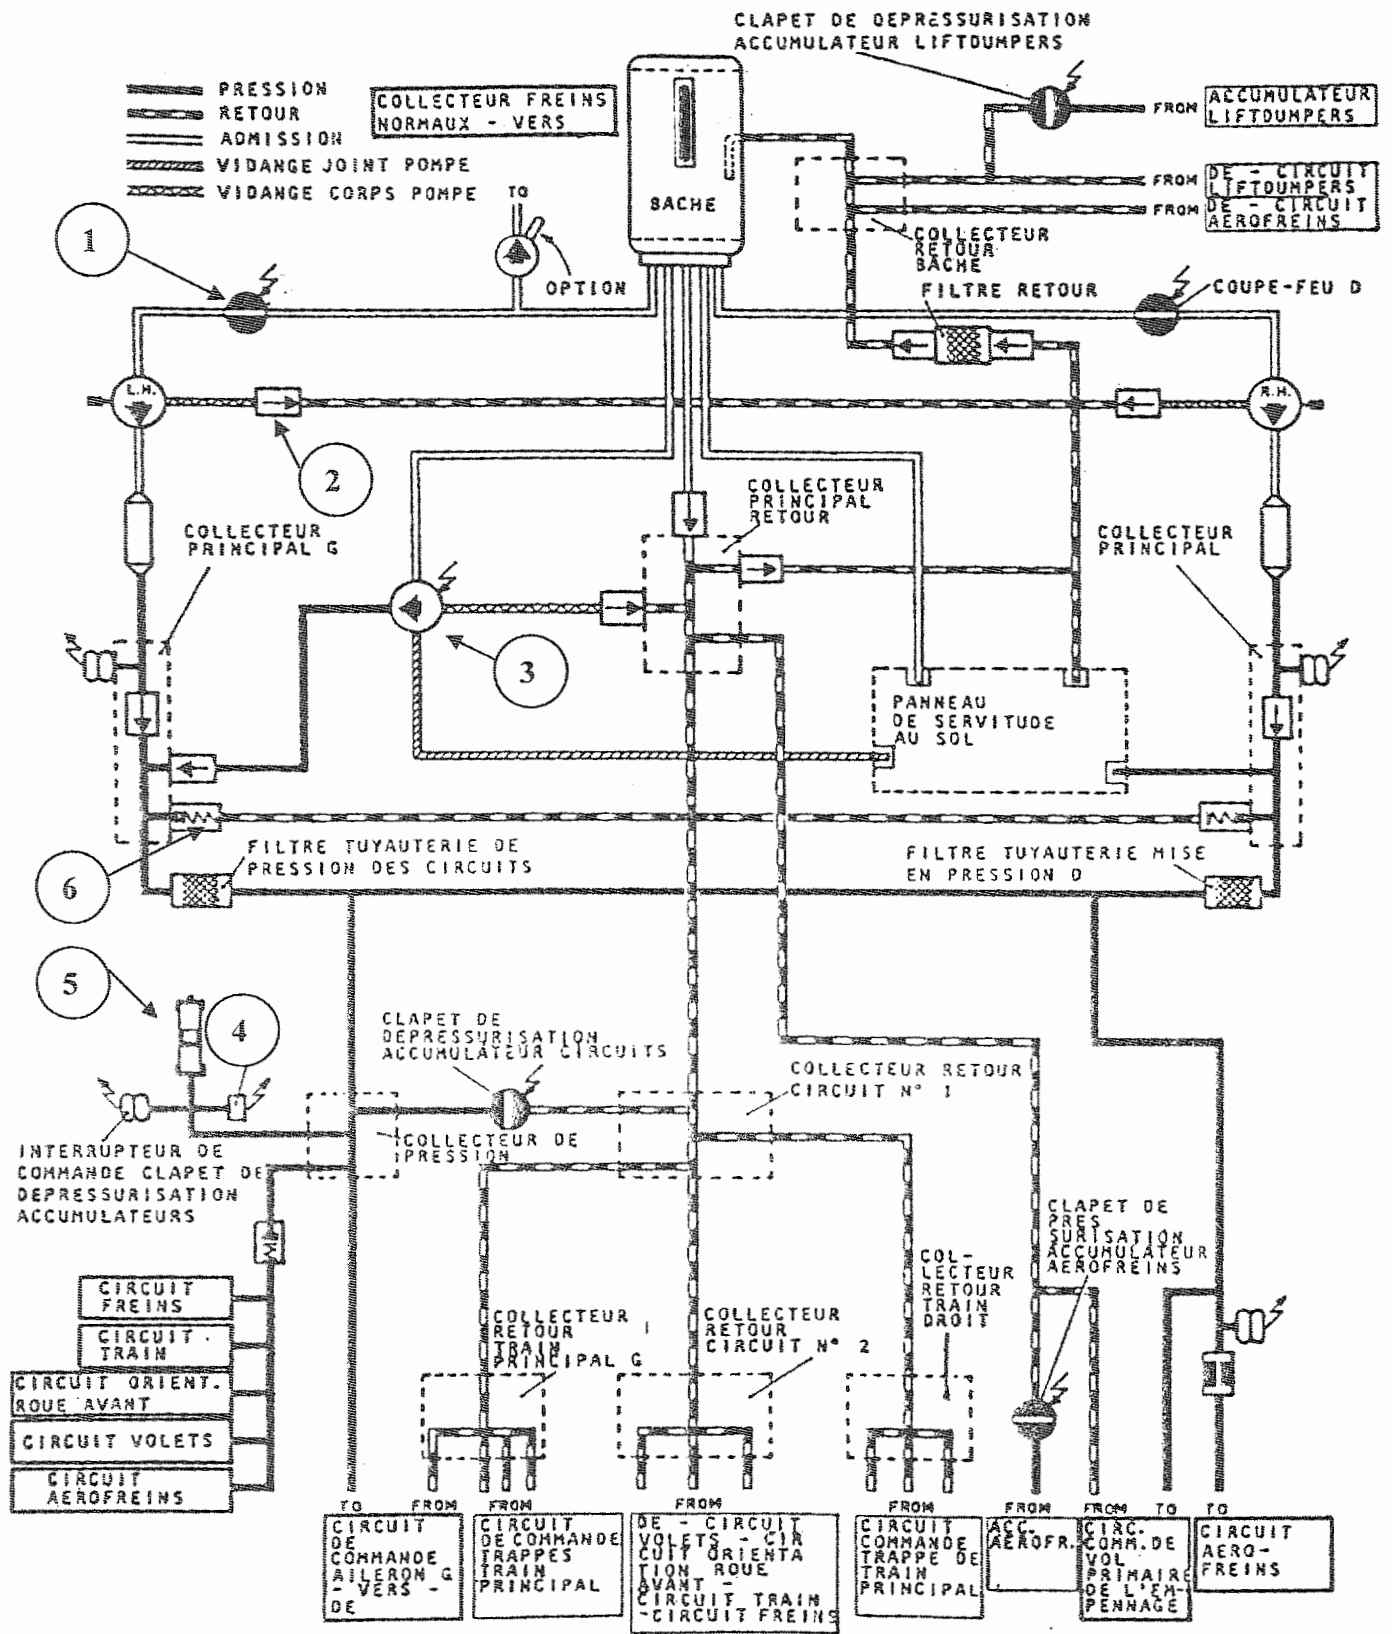 CLAPET DE DEPRESSURISATION
ACCUMULATEUR LIFTDUMPERS
PRESSION
RETOUR
ADMISSION
VIDANGE JOINT POMPE
VIDANGE CORPS POMPE
COLLECTEUR FREINS
NORMAUX - VERS
TO
OPTION
BACHE
FROM
ACCUMULATEUR
LIFTDUMPERS
FROM
DE - CIRCUIT
LIFTDUMPERS
FROM
DE - CIRCUIT
AEROFREINS
COLLECTEUR
RETOUR
BACHE
FILTRE RETOUR
COUPE-FEU D
1
L.H.
R.H.
2
COLLECTEUR
PRINCIPAL G
COLLECTEUR
PRINCIPAL
RETOUR
COLLECTEUR
PRINCIPAL
3
PANNEAU
DE SERVITUDE
AU SOL
6
FILTRE TUYAUTERIE DE
PRESSION DES CIRCUITS
FILTRE TUYAUTERIE MISE
EN PRESSION D
5
4
CLAPET DE
DEPRESSURISATION
ACCUMULATEUR CIRCUITS
COLLECTEUR RETOUR
CIRCUIT N° 1
INTERRUPTEUR DE
COMMANDE CLAPET DE
DEPRESSURISATION
ACCUMULATEURS
COLLECTEUR DE
PRESSION
CLAPET DE
PRES
SURISATION
ACCUMULATEUR
AEROFREINS
COL-
LECTEUR
RETOUR
TRAIN
DROIT
CIRCUIT
FREINS
CIRCUIT
TRAIN
CIRCUIT ORIENT.
ROUE AVANT
CIRCUIT VOLETS
CIRCUIT
AEROFREINS
COLLECTEUR
RETOUR
TRAIN
PRINCIPAL G
COLLECTEUR
RETOUR
CIRCUIT N° 2
TO
CIRCUIT
DE
COMMANDE
AILERON G
- VERS -
DE
FROM
FROM
CIRCUIT
DE COMMANDE
TRAPPES
TRAIN
PRINCIPAL
FROM
DE - CIRCUIT
VOLETS - CIR
CUIT ORIENTA
TION ROUE
AVANT -
CIRCUIT TRAIN
-CIRCUIT FREINS
FROM
CIRCUIT
COMMANDE
TRAPPE DE
TRAIN
PRINCIPAL
FROM
ACC.
AEROFR.
FROM
TO
CIRC.
COMM.DE
VOL
PRIMAIRE
DE L'EM-
PENNAGE
TO
CIRCUIT
AERO-
FREINS